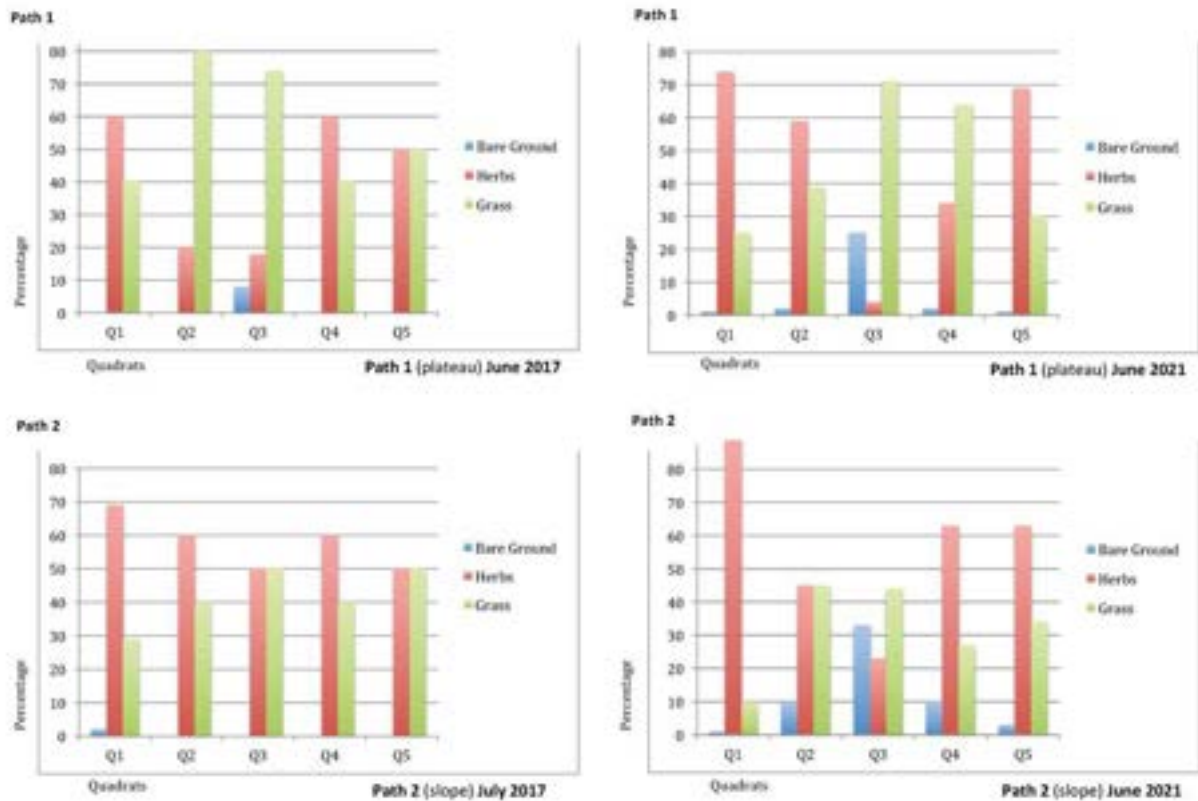 Path 1
80
70
60
50
40
30
20
10
0
Percentage
Q1 Q2 Q3 Q4 Q5
Quadrats
Bare Ground
Herbs
Grass
Path 1 (plateau) June 2017
Path 1
80
70
60
50
40
30
20
10
0
Percentage
Q1 Q2 Q3 Q4 Q5
Quadrats
Bare Ground
Herbs
Grass
Path 1 (plateau) June 2021
Path 2
80
70
60
50
40
30
20
10
0
Percentage
Q1 Q2 Q3 Q4 Q5
Quadrats
Bare Ground
Herbs
Grass
Path 2 (slope) July 2017
Path 2
80
70
60
50
40
30
20
10
0
Percentage
Q1 Q2 Q3 Q4 Q5
Quadrats
Bare Ground
Herbs
Grass
Path 2 (slope) June 2021